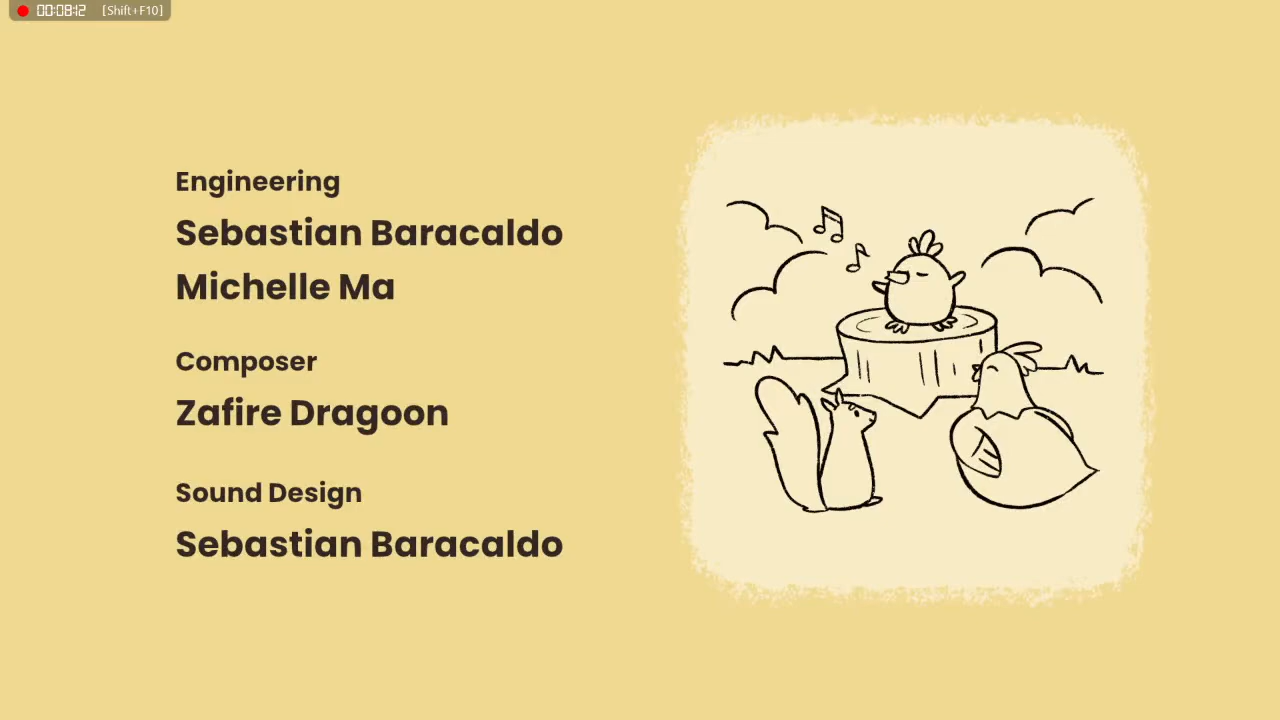 00:08:12 [Shift+F10]
Engineering
Sebastian Baracaldo
Michelle Ma
Composer
Zafire Dragoon
Sound Design
Sebastian Baracaldo